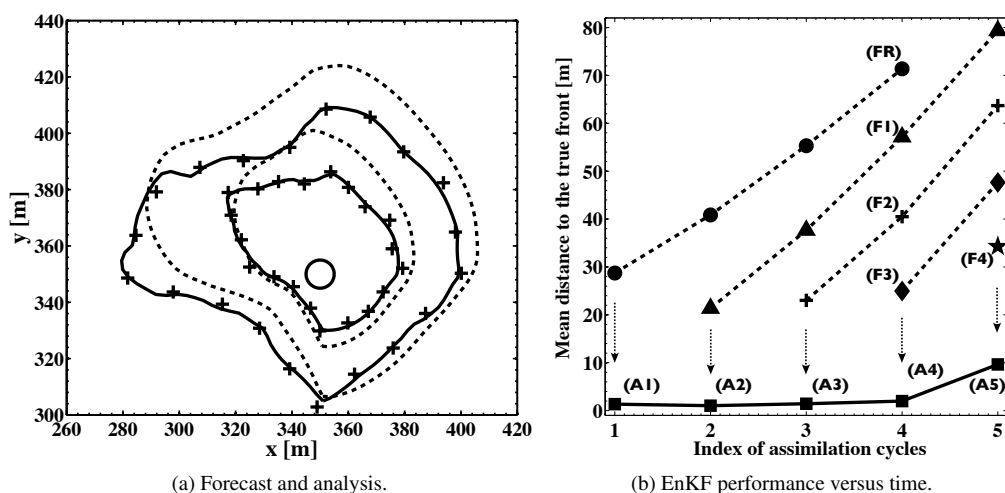 440
420
400
380
360
340
320
300
y [m]
260 280 300 320 340 360 380 400 420
x [m]
(a) Forecast and analysis.
80
70
60
50
40
30
20
10
0
Mean distance to the true front [m]
(FR)
(F1)
(F2)
(F3)
(F4)
(A1)
(A2)
(A3)
(A4)
(A5)
1 2 3 4 5
Index of assimilation cycles
(b) EnKF performance versus time.